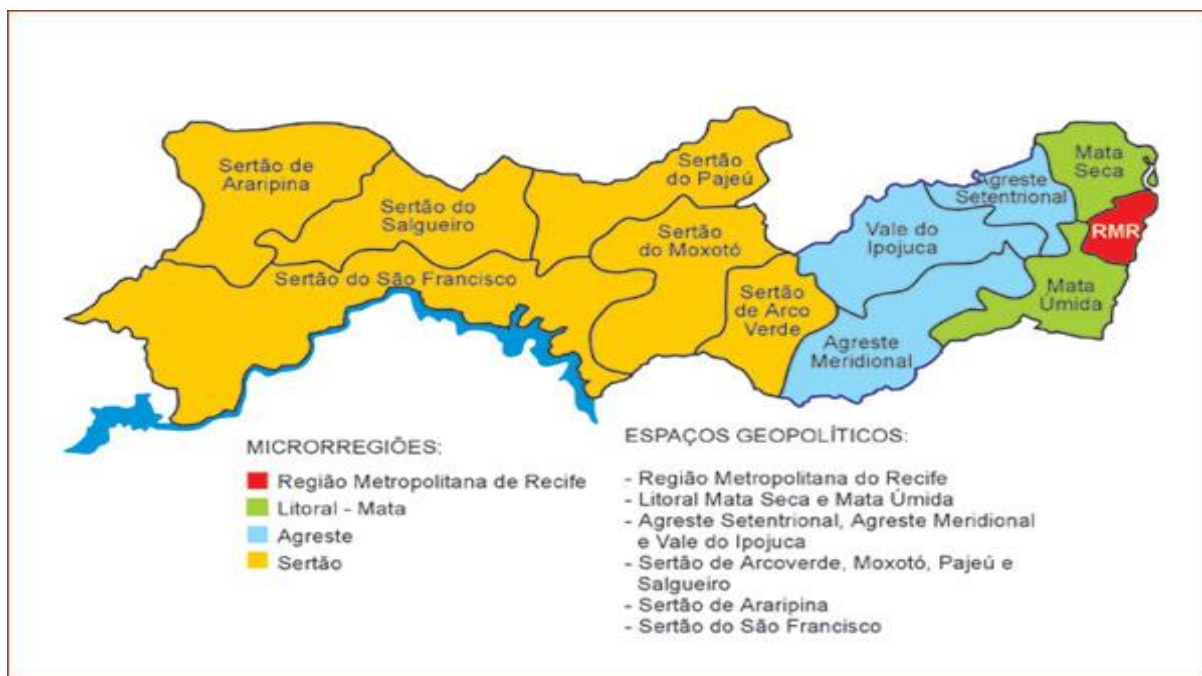 Sertão de
Araripina
Sertão do
Salgueiro
Sertão
do Pajeú
Sertão
do Moxotó
Sertão do São Francisco
Sertão
de Arco
Verde
Vale do
Ipojuca
Agreste
Setentrional
Agreste
Meridional
Mata
Seca
RMR
Mata
Úmida
MICRORREGIÕES:
Região Metropolitana de Recife
Litoral - Mata
Agreste
Sertão
ESPAÇOS GEOPOLÍTICOS:
- Região Metropolitana do Recife
- Litoral Mata Seca e Mata Úmida
- Agreste Setentrional, Agreste Meridional
e Vale do Ipojuca
- Sertão de Arcoverde, Moxotó, Pajeú e
Salgueiro
- Sertão de Araripina
- Sertão do São Francisco